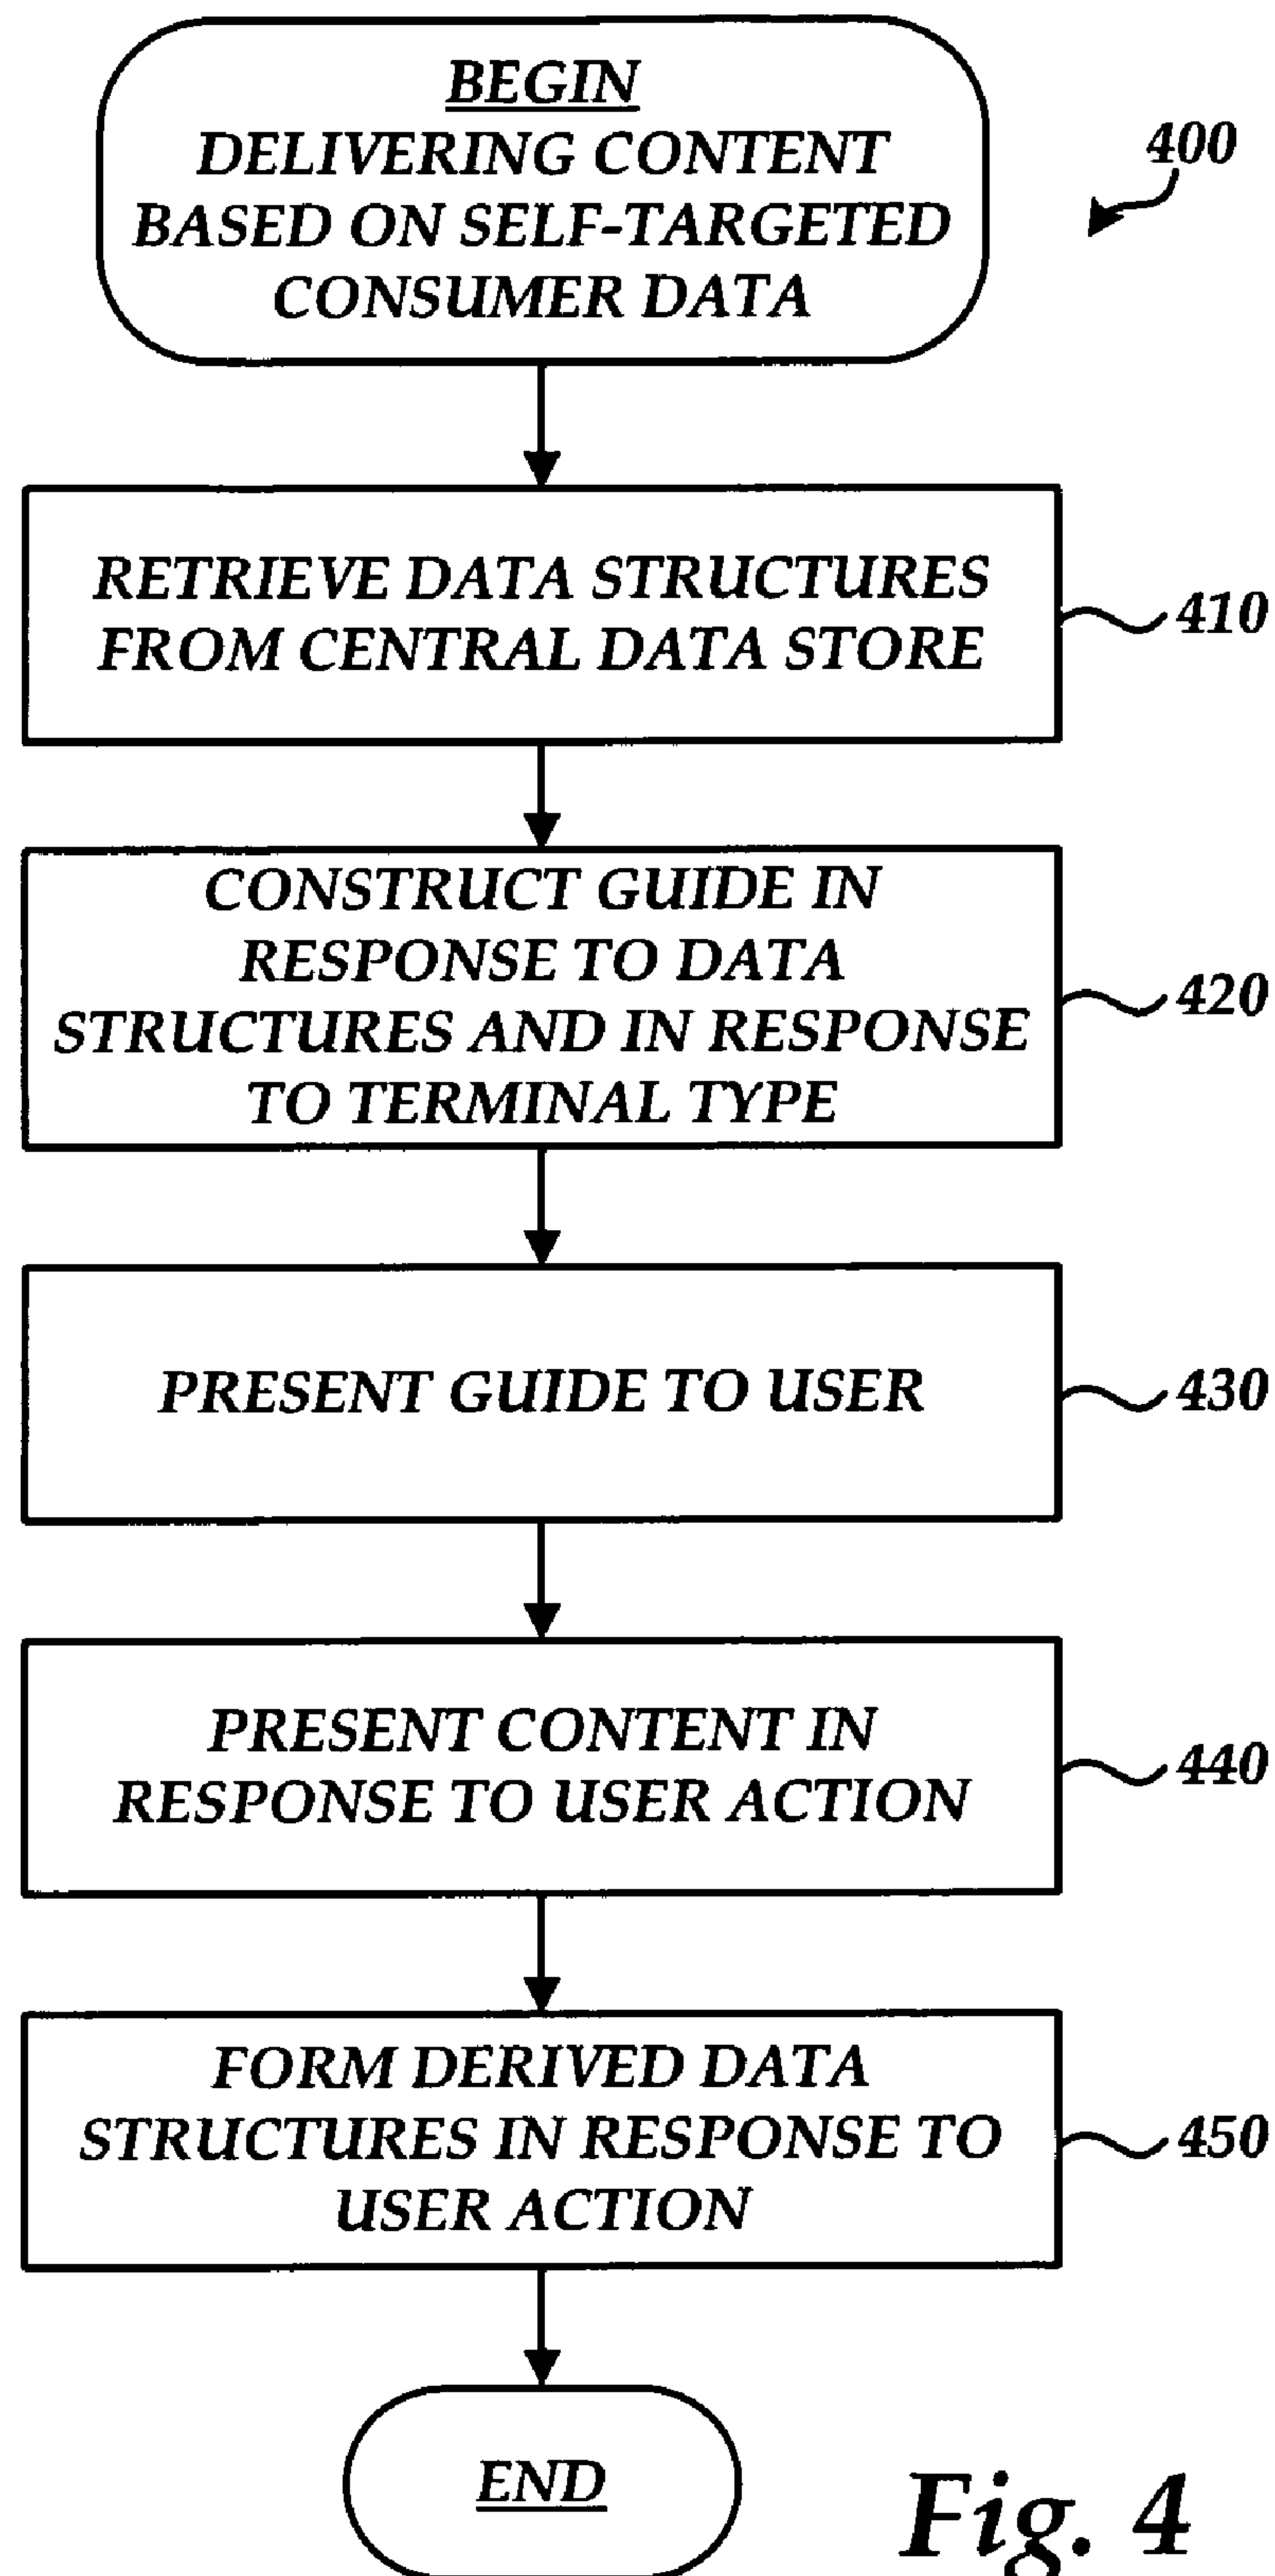 BEGIN
DELIVERING CONTENT
BASED ON SELF-TARGETED
CONSUMER DATA
400
RETRIEVE DATA STRUCTURES
FROM CENTRAL DATA STORE
410
CONSTRUCT GUIDE IN
RESPONSE TO DATA
STRUCTURES AND IN RESPONSE
TO TERMINAL TYPE
420
PRESENT GUIDE TO USER
430
PRESENT CONTENT IN
RESPONSE TO USER ACTION
440
FORM DERIVED DATA
STRUCTURES IN RESPONSE TO
USER ACTION
450
END
Fig. 4